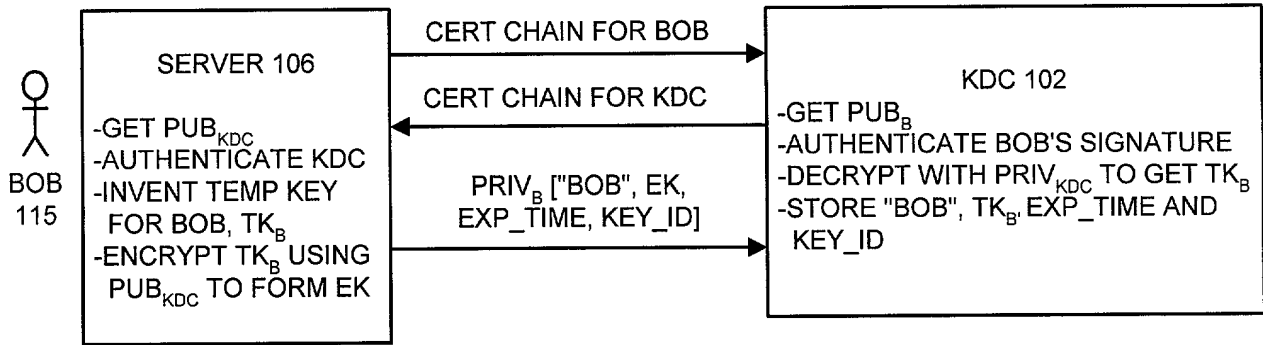 BOB
115
SERVER 106
-GET PUB_KDC
-AUTHENTICATE KDC
-INVENT TEMP KEY
FOR BOB, TK_B
-ENCRYPT TK_B USING
PUB_KDC TO FORM EK
CERT CHAIN FOR BOB
CERT CHAIN FOR KDC
PRIV_B ["BOB", EK,
EXP_TIME, KEY_ID]
KDC 102
-GET PUB_B
-AUTHENTICATE BOB'S SIGNATURE
-DECRYPT WITH PRIV_KDC TO GET TK_B
-STORE "BOB", TK_B, EXP_TIME AND
KEY_ID